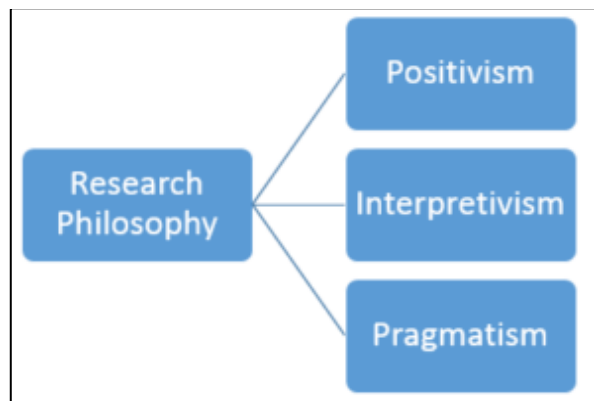 Research
Philosophy
Positivism
Interpretivism
Pragmatism